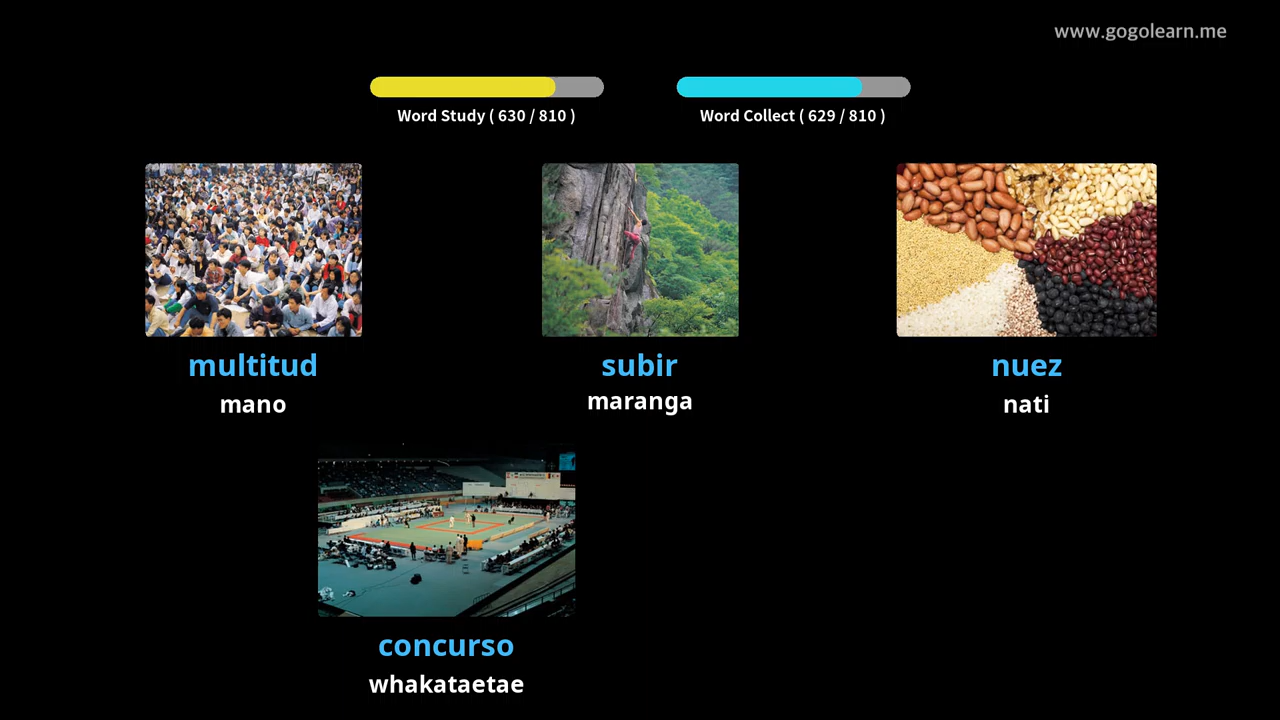 www.gogolearn.me
Word Study ( 630 / 810 )
Word Collect ( 629 / 810 )
multitud
mano
subir
maranga
nuez
nati
concurso
whakataetae